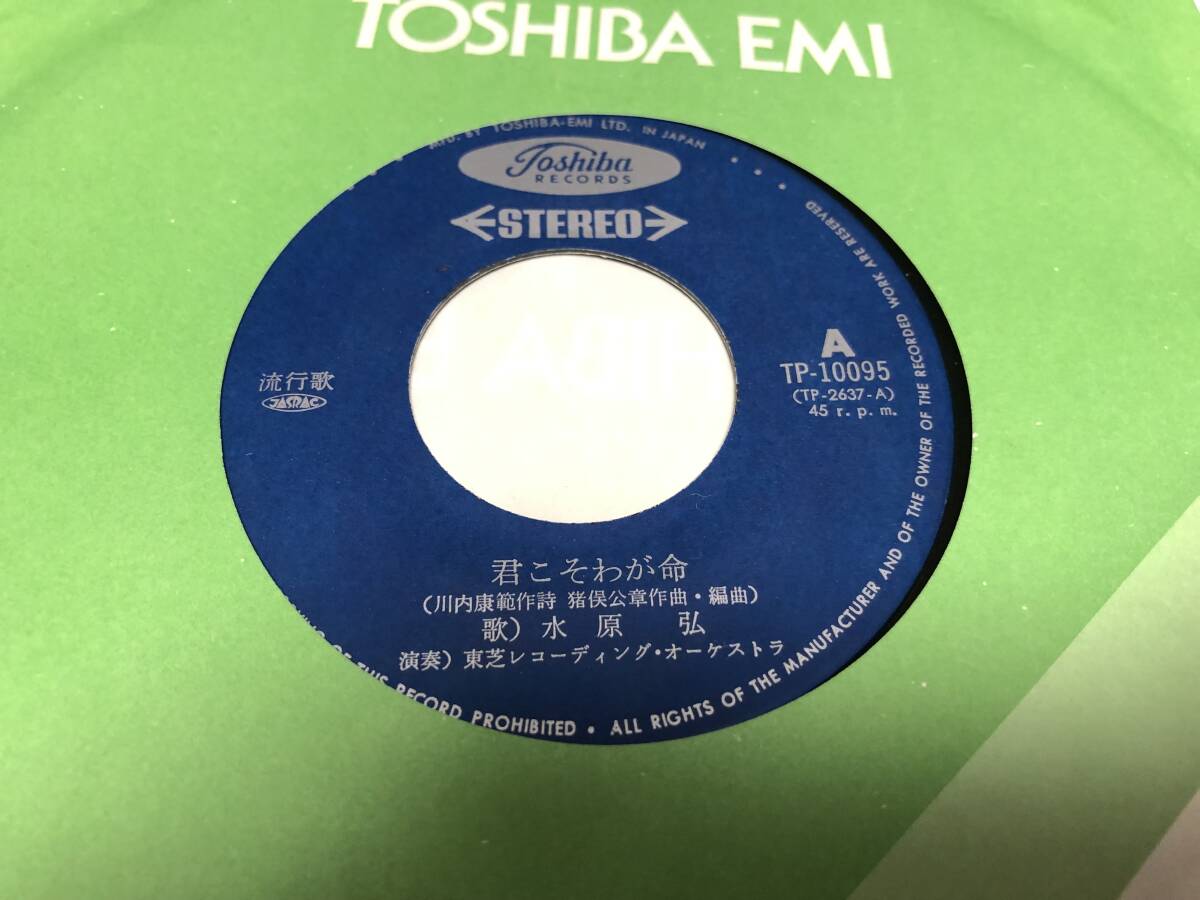 TOSHIBA EMI
MFD. BY TOSHIBA-EMI LTD. IN JAPAN
Toshiba
RECORDS
STEREO
A
TP-10095
(TP-2637-A)
45 r.p.m.
流行歌
JASRAC
君こそわが命
(川内康範作詩 猪俣公章作曲・編曲)
歌) 水原 弘
演奏) 東芝レコーディング・オーケストラ
OF THIS RECORD PROHIBITED • ALL RIGHTS OF THE MANUFACTURER AND OF THE OWNER OF THE RECORDED WORK ARE RESERVED